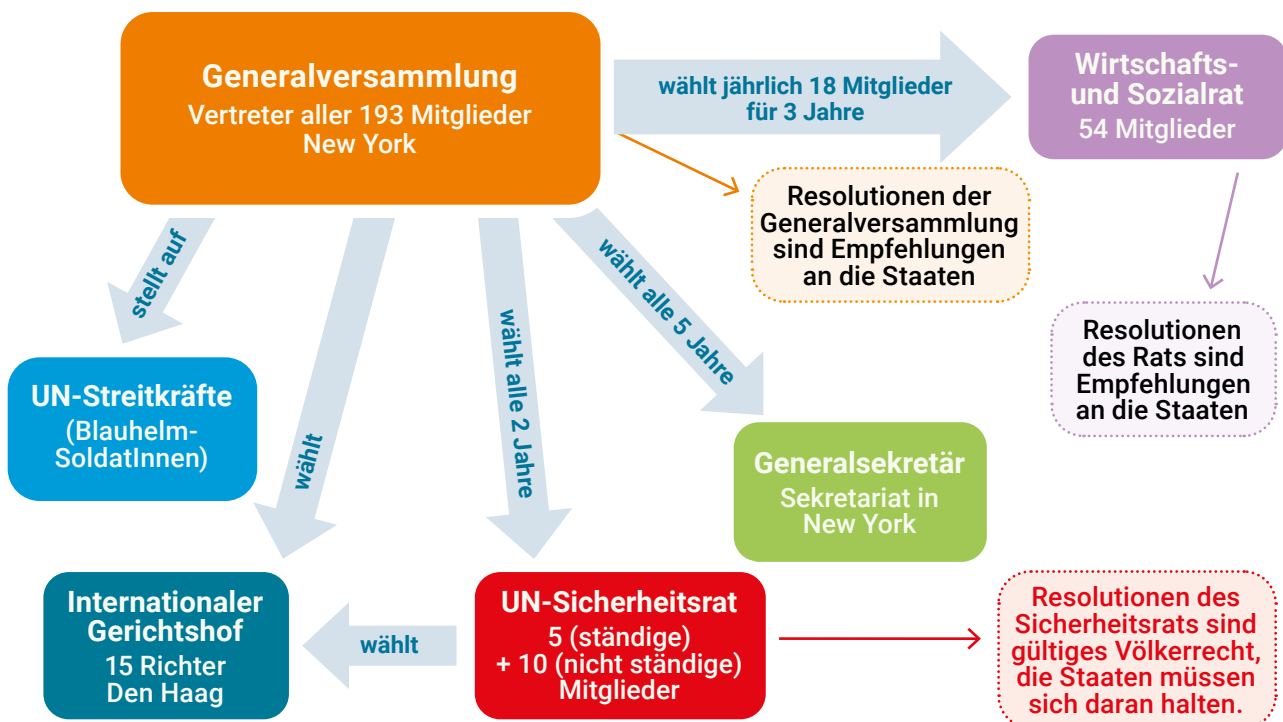 Generalversammlung
Vertreter aller 193 Mitglieder
New York
wählt jährlich 18 Mitglieder
für 3 Jahre
Wirtschafts-
und Sozialrat
54 Mitglieder
Resolutionen der
Generalversammlung
sind Empfehlungen
an die Staaten
Resolutionen
des Rats sind
Empfehlungen
an die Staaten
stellt auf
wählt
wählt alle 2 Jahre
wählt alle 5 Jahre
UN-Streitkräfte
(Blauhelm-
SoldatInnen)
Generalsekretär
Sekretariat in
New York
Internationaler
Gerichtshof
15 Richter
Den Haag
wählt
UN-Sicherheitsrat
5 (ständige)
+ 10 (nicht ständige)
Mitglieder
Resolutionen des
Sicherheitsrats sind
gültiges Völkerrecht,
die Staaten müssen
sich daran halten.